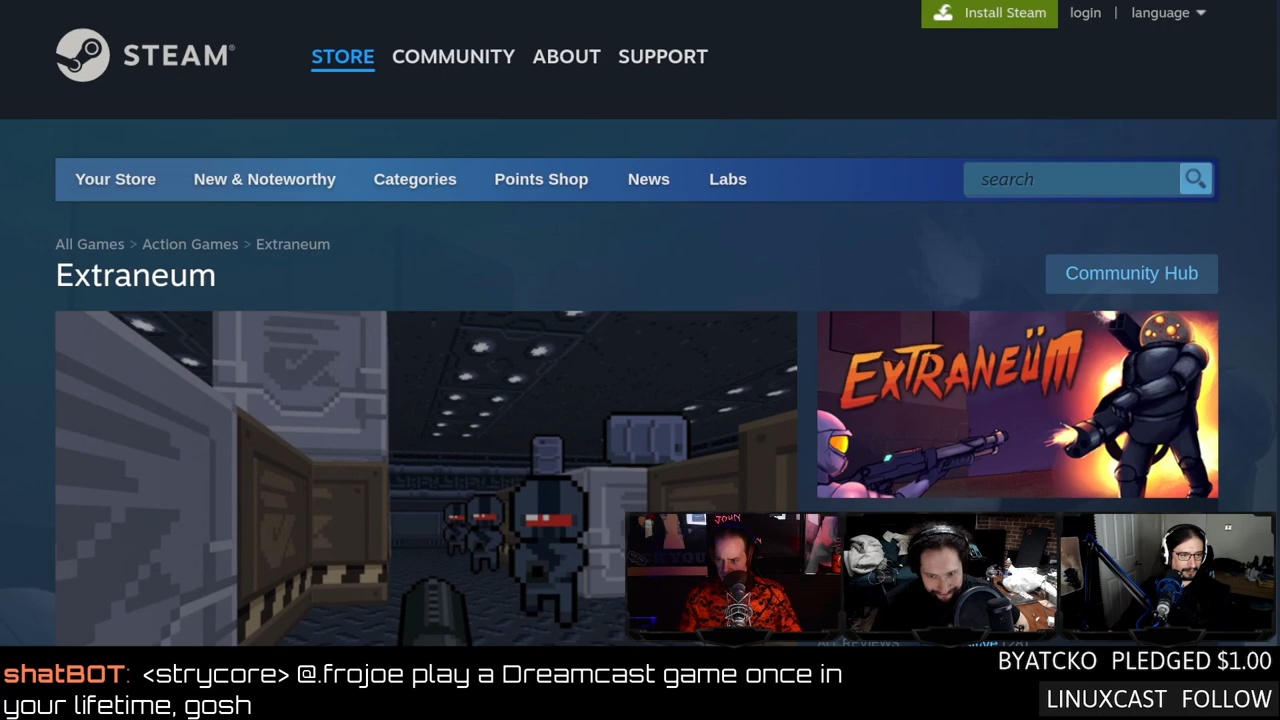 Install Steam
login | language
STEAM®
STORE COMMUNITY ABOUT SUPPORT
Your Store New & Noteworthy Categories Points Shop News Labs
search
All Games > Action Games > Extraneum
Extraneum
Community Hub
EXTRANEÜM
shatBOT: <strycore> @.frojoe play a Dreamcast game once in
your lifetime, gosh
BYATCKO PLEDGED $1.00
LINUXCAST FOLLOW